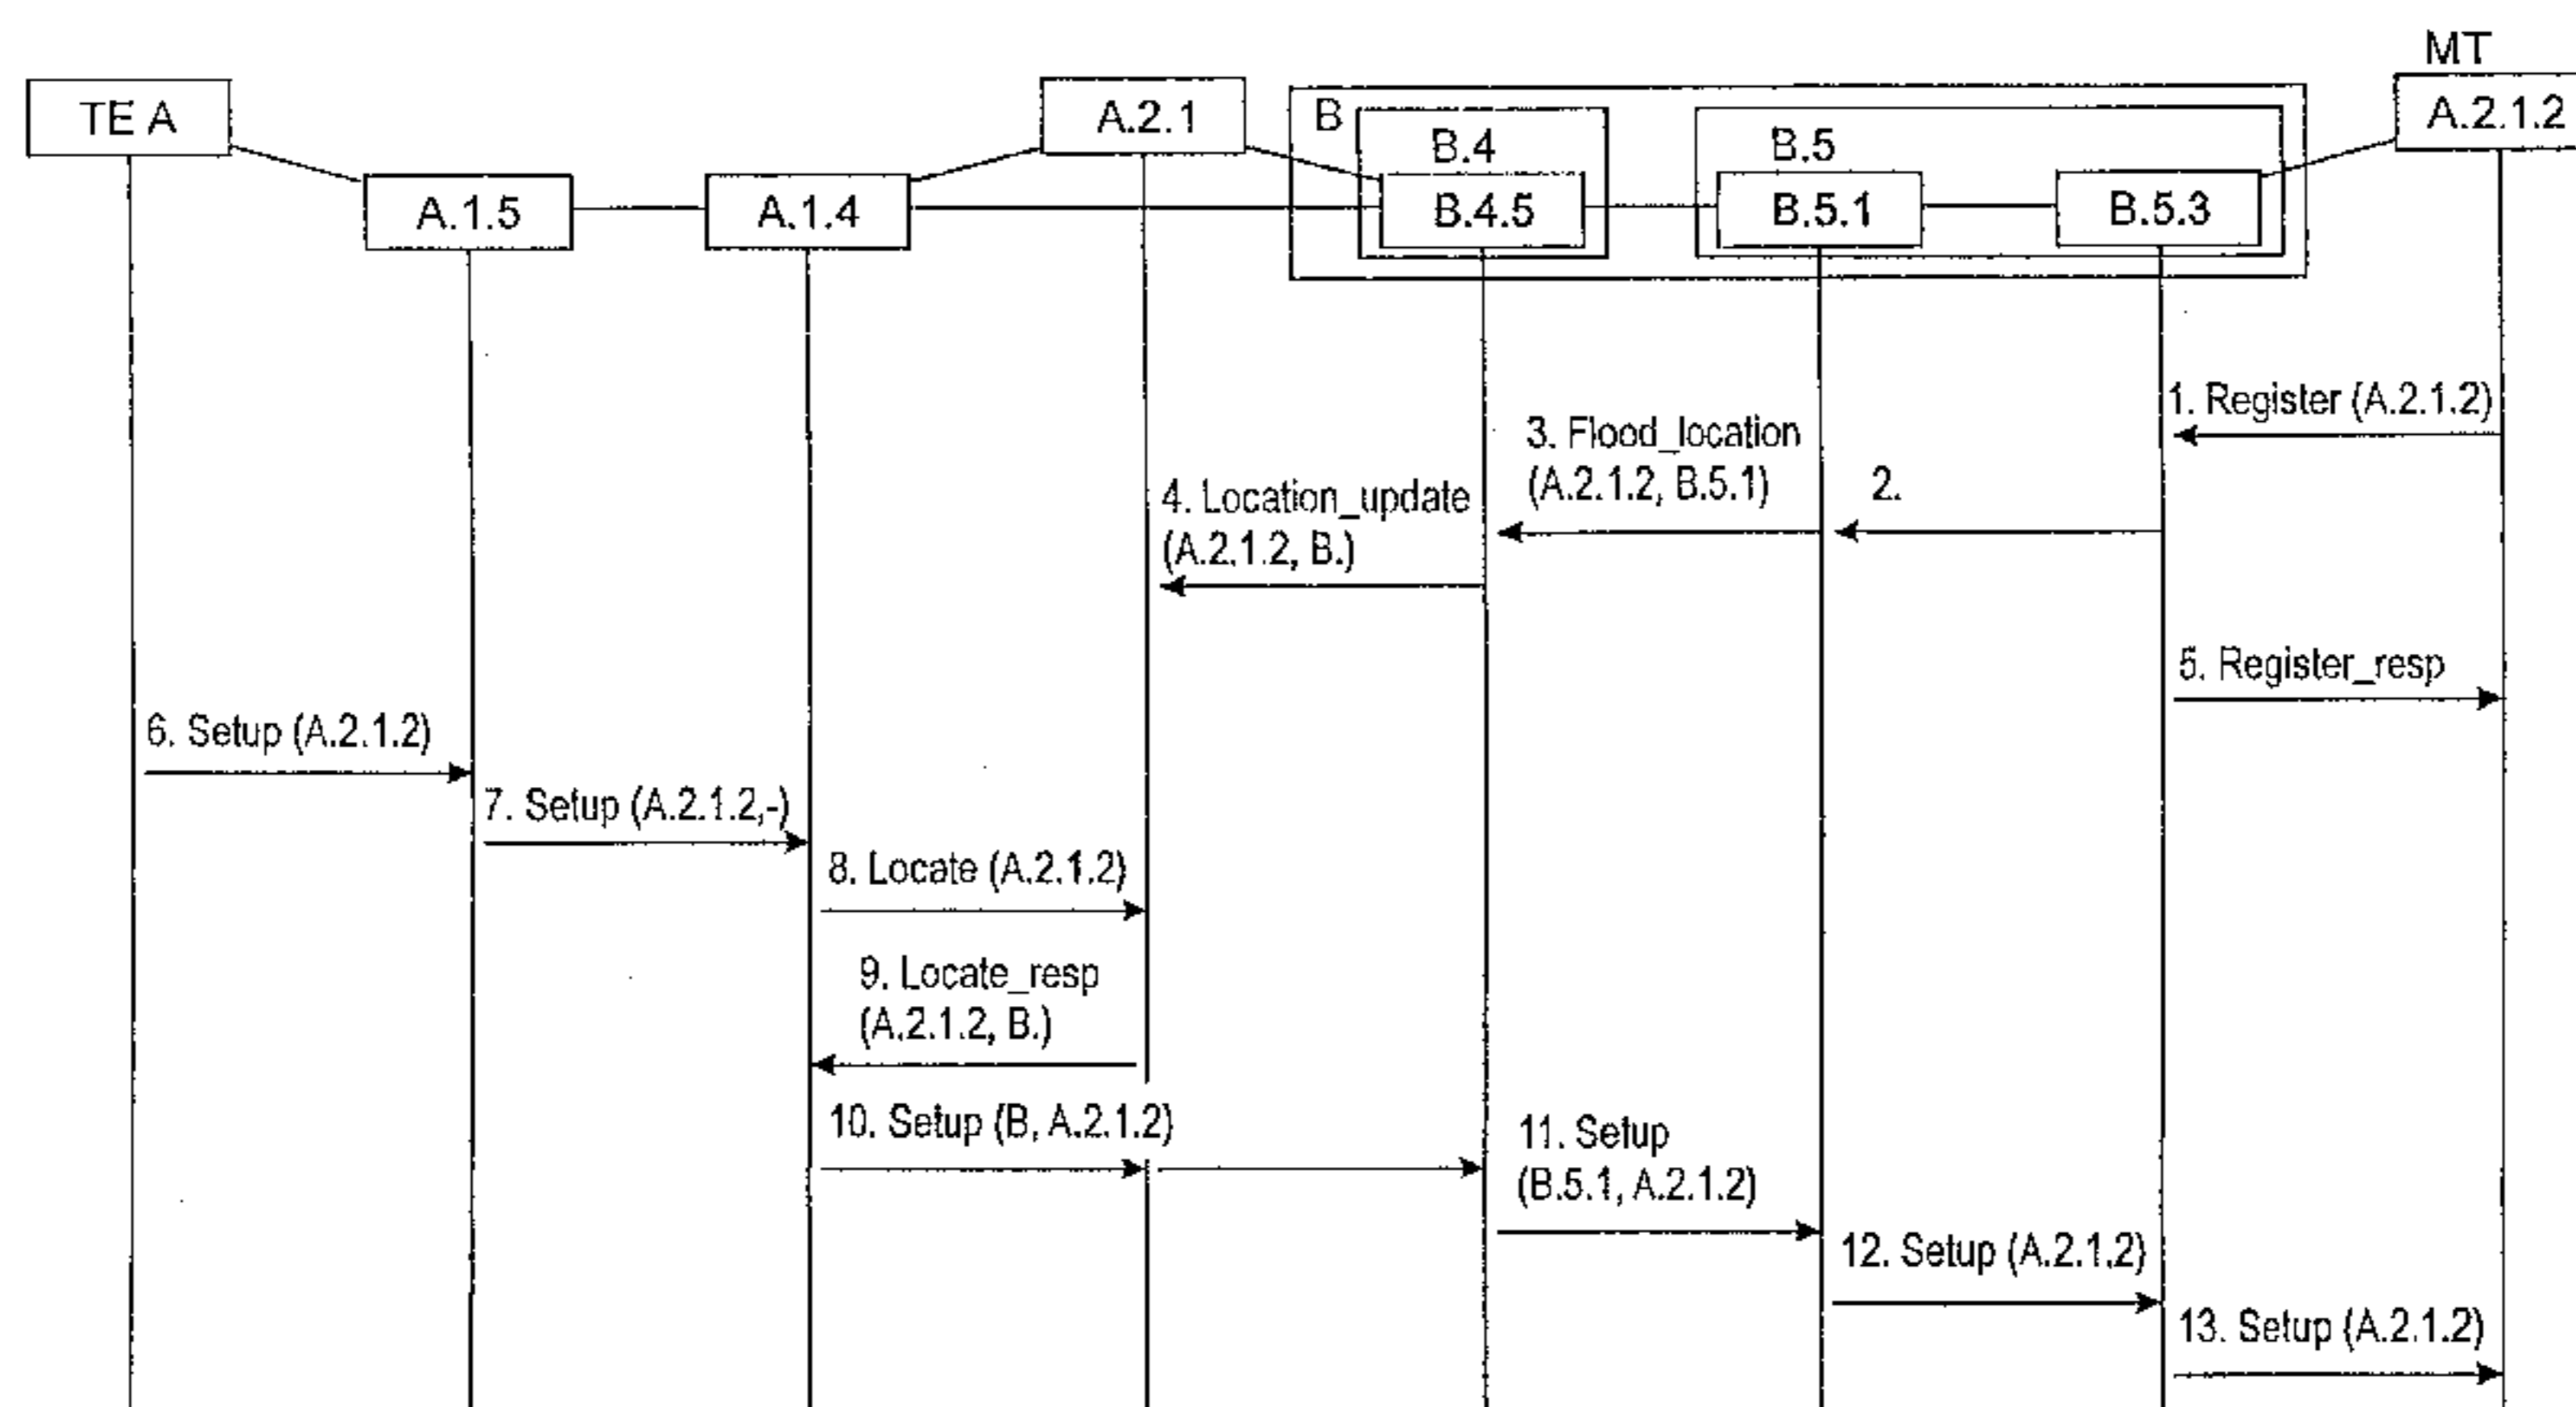 MT
TE A
A.2.1
B
B.4
B.5
A.2.1.2
A.1.5
A.1.4
B.4.5
B.5.1
B.5.3
1. Register (A.2.1.2)
2.
3. Flood_location
(A.2.1.2, B.5.1)
4. Location_update
(A.2.1.2, B.)
5. Register_resp
6. Setup (A.2.1.2)
7. Setup (A.2.1.2,-)
8. Locate (A.2.1.2)
9. Locate_resp
(A.2.1.2, B.)
10. Setup (B, A.2.1.2)
11. Setup
(B.5.1, A.2.1.2)
12. Setup (A.2.1.2)
13. Setup (A.2.1.2)